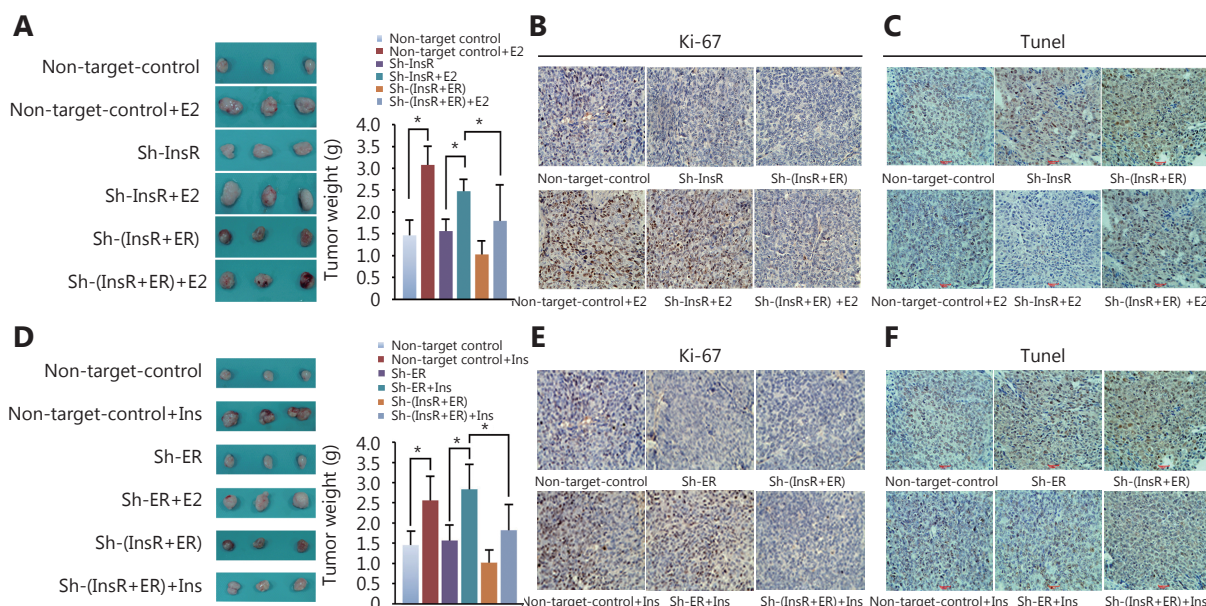 A
Non-target-control
Non-target-control+E2
Sh-InsR
Sh-InsR+E2
Sh-(InsR+ER)
Sh-(InsR+ER)+E2
Non-target control
Non-target control+E2
Sh-InsR
Sh-InsR+E2
Sh-(InsR+ER)
Sh-(InsR+ER)+E2
Tumor weight (g)
4.0
3.5
3.0
2.5
2.0
1.5
1.0
0.5
0
* * *
B
Ki-67
Non-target-control Sh-InsR Sh-(InsR+ER)
Non-target-control+E2 Sh-InsR+E2 Sh-(InsR+ER) +E2
C
Tunel
Non-target-control Sh-InsR Sh-(InsR+ER)
Non-target-control+E2 Sh-InsR+E2 Sh-(InsR+ER) +E2
D
Non-target-control
Non-target-control+Ins
Sh-ER
Sh-ER+E2
Sh-(InsR+ER)
Sh-(InsR+ER)+Ins
Non-target control
Non-target control+Ins
Sh-ER
Sh-ER+Ins
Sh-(InsR+ER)
Sh-(InsR+ER)+Ins
Tumor weight (g)
4.0
3.5
3.0
2.5
2.0
1.5
1.0
0.5
0
* * *
E
Ki-67
Non-target-control Sh-ER Sh-(InsR+ER)
Non-target-control+Ins Sh-ER+Ins Sh-(InsR+ER)+Ins
F
Tunel
Non-target-control Sh-ER Sh-(InsR+ER)
Non-target-control+Ins Sh-ER+Ins Sh-(InsR+ER)+Ins